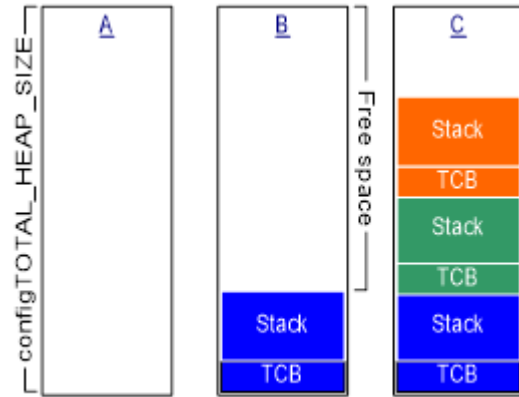 A
B
C
configTOTAL_HEAP_SIZE
Free space
Stack
TCB
Stack
TCB
Stack
TCB
Stack
TCB